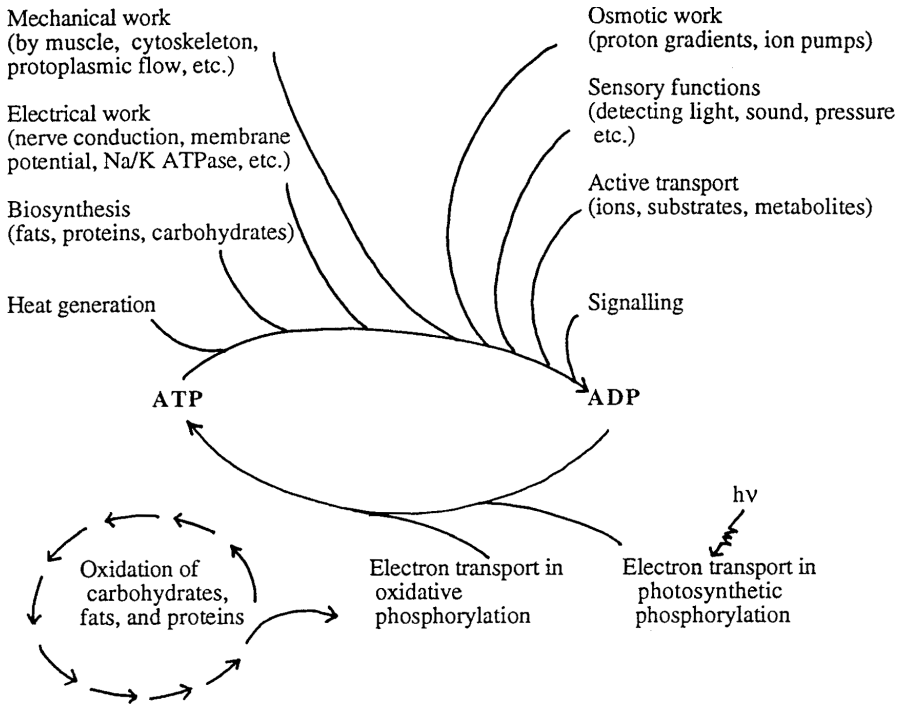 Mechanical work
(by muscle, cytoskeleton,
protoplasmic flow, etc.)
Electrical work
(nerve conduction, membrane
potential, Na/K ATPase, etc.)
Biosynthesis
(fats, proteins, carbohydrates)
Heat generation
Osmotic work
(proton gradients, ion pumps)
Sensory functions
(detecting light, sound, pressure
etc.)
Active transport
(ions, substrates, metabolites)
Signalling
ATP
ADP
hν
Oxidation of
carbohydrates,
fats, and proteins
Electron transport in
oxidative
phosphorylation
Electron transport in
photosynthetic
phosphorylation